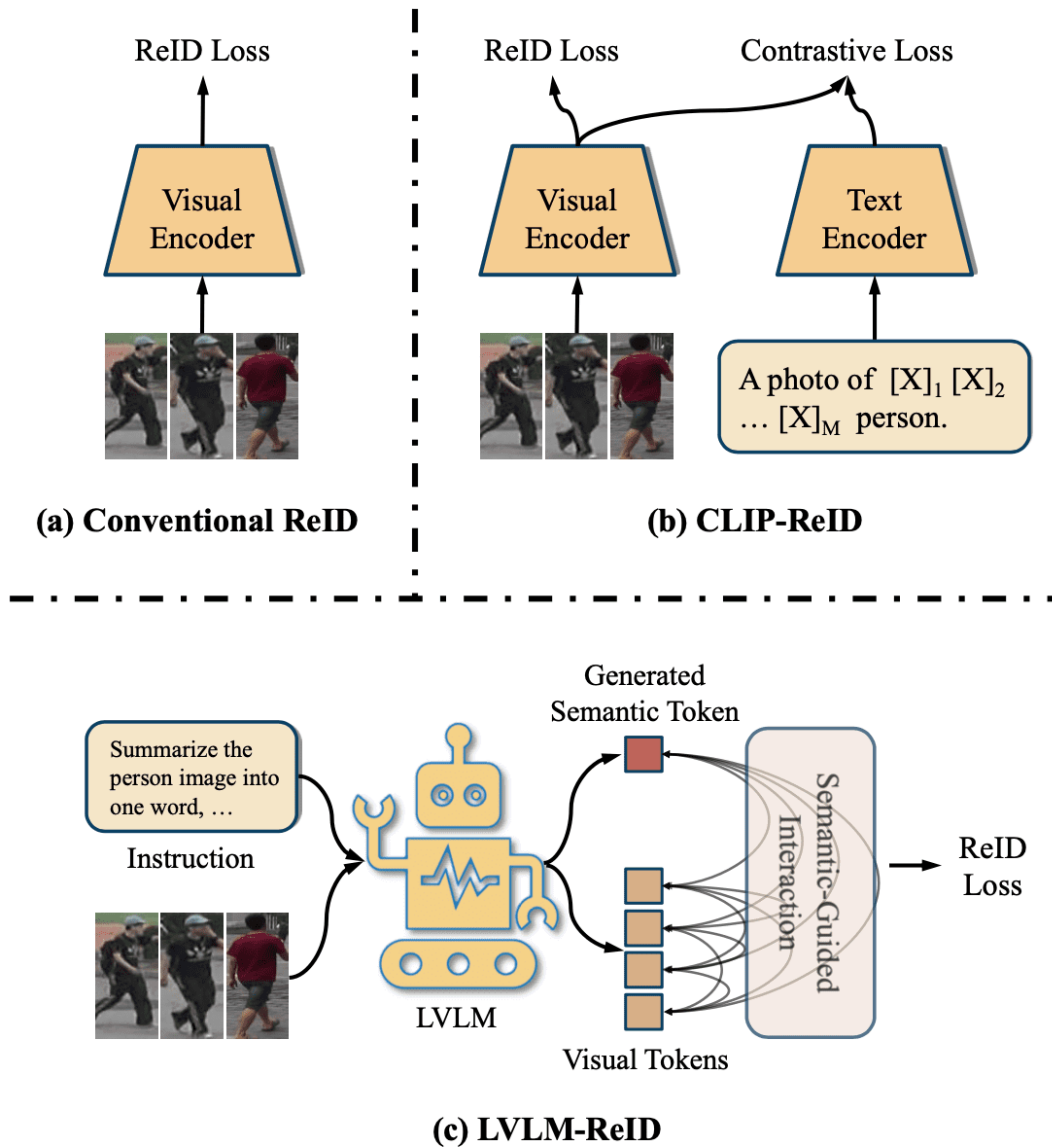 ReID Loss
Visual
Encoder
(a) Conventional ReID
ReID Loss
Contrastive Loss
Visual
Encoder
Text
Encoder
A photo of [X]₁ [X]₂
… [X]M person.
(b) CLIP-ReID
Summarize the
person image into
one word, …
Instruction
LVLM
Generated
Semantic Token
Visual Tokens
Semantic-Guided
Interaction
ReID
Loss
(c) LVLM-ReID